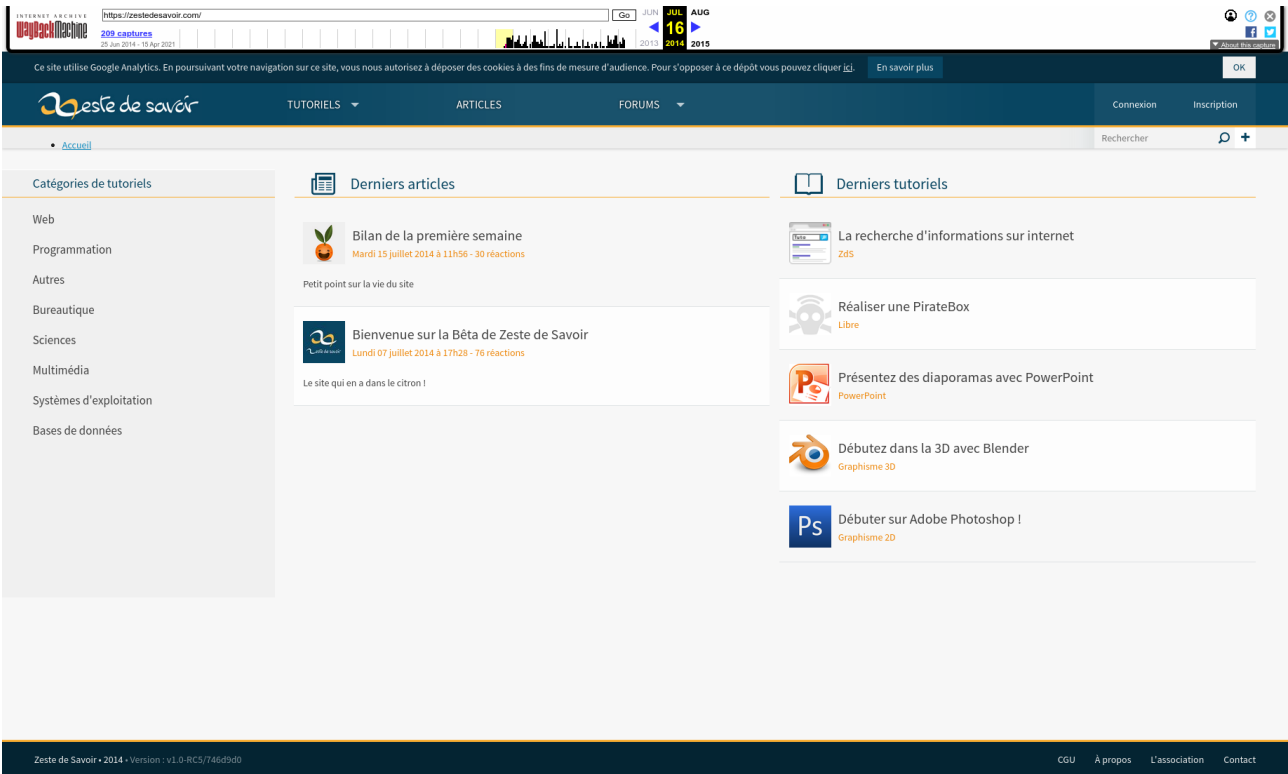 INTERNET ARCHIVE
WayBackMachine
https://zestedesavoir.com/
Go
JUN JUL AUG
209 captures
16
25 Jun 2014 - 15 Apr 2021
2013 2014 2015
About this capture
Ce site utilise Google Analytics. En poursuivant votre navigation sur ce site, vous nous autorisez à déposer des cookies à des fins de mesure d'audience. Pour s'opposer à ce dépôt vous pouvez cliquer ici. En savoir plus OK
Zeste de savoir
TUTORIELS ARTICLES FORUMS Connexion Inscription
Accueil
Rechercher
Catégories de tutoriels
Web
Programmation
Autres
Bureautique
Sciences
Multimédia
Systèmes d'exploitation
Bases de données
Derniers articles
Bilan de la première semaine
Mardi 15 juillet 2014 à 11h56 - 30 réactions
Petit point sur la vie du site
Bienvenue sur la Bêta de Zeste de Savoir
Lundi 07 juillet 2014 à 17h28 - 76 réactions
Le site qui en a dans le citron !
Derniers tutoriels
La recherche d'informations sur internet
ZdS
Réaliser une PirateBox
Libre
Présentez des diaporamas avec PowerPoint
PowerPoint
Débutez dans la 3D avec Blender
Graphisme 3D
Ps
Débuter sur Adobe Photoshop !
Graphisme 2D
Zeste de Savoir • 2014 • Version : v1.0-RC5/746d9d0
CGU À propos L'association Contact